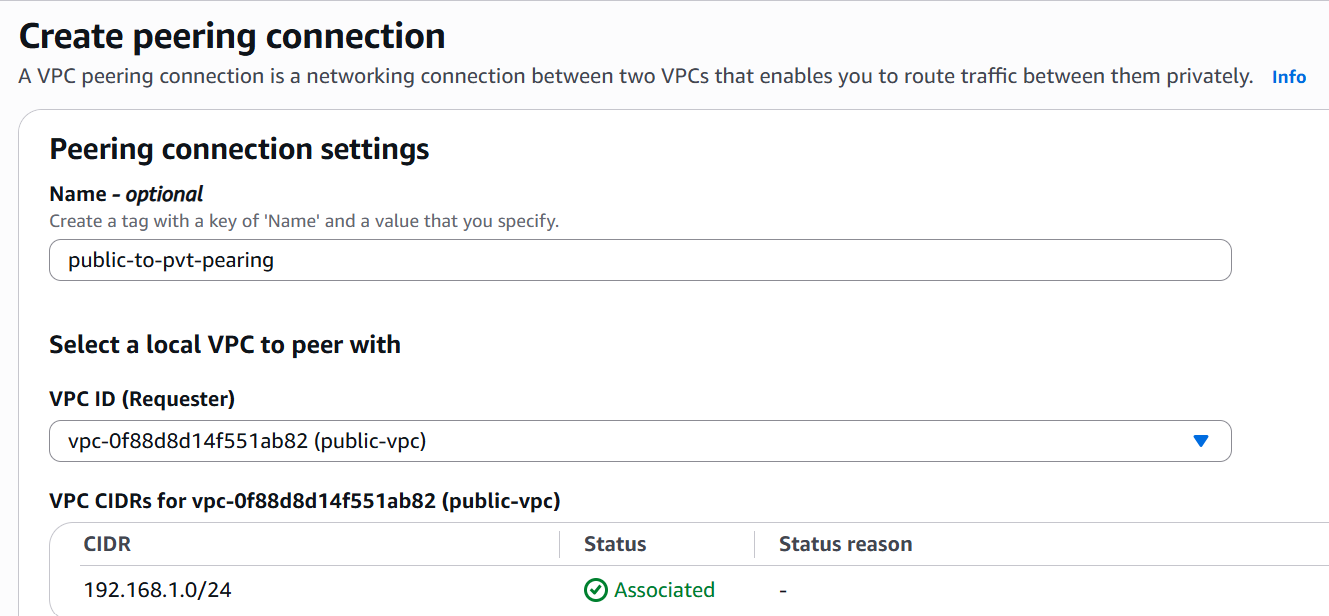 Create peering connection
A VPC peering connection is a networking connection between two VPCs that enables you to route traffic between them privately. Info
Peering connection settings
Name - optional
Create a tag with a key of 'Name' and a value that you specify.
public-to-pvt-pearing
Select a local VPC to peer with
VPC ID (Requester)
vpc-0f88d8d14f551ab82 (public-vpc)
VPC CIDRs for vpc-0f88d8d14f551ab82 (public-vpc)
CIDR Status Status reason
192.168.1.0/24 Associated -